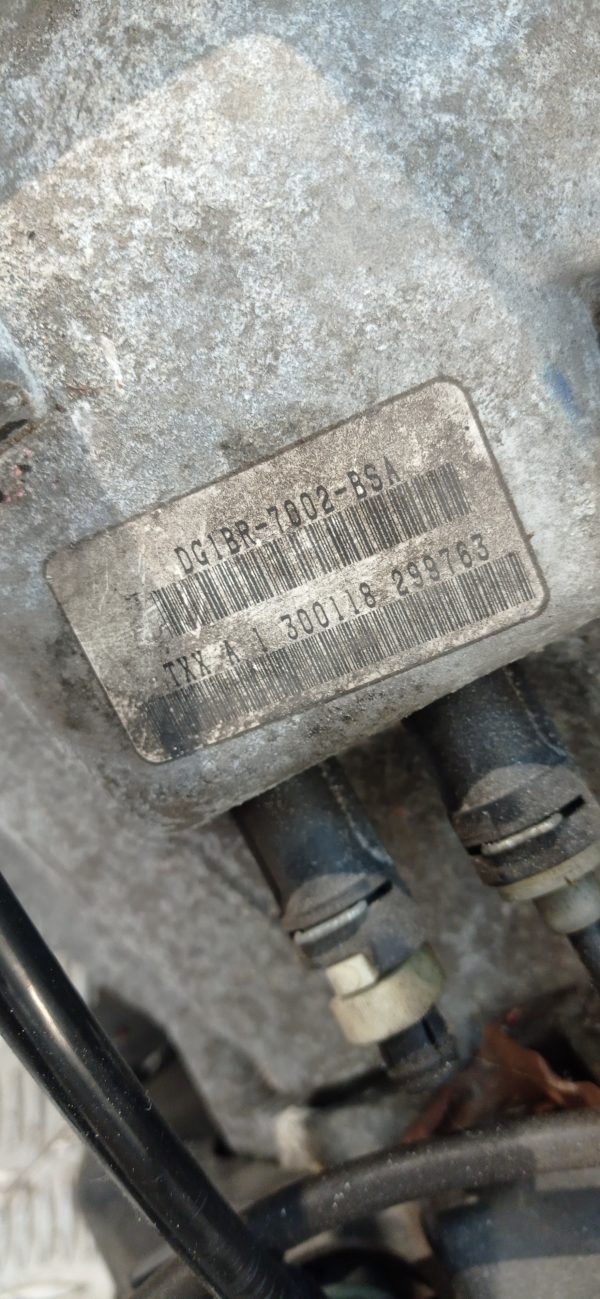 DG1BR-7002-BSA
TXX A 1 300118 299763